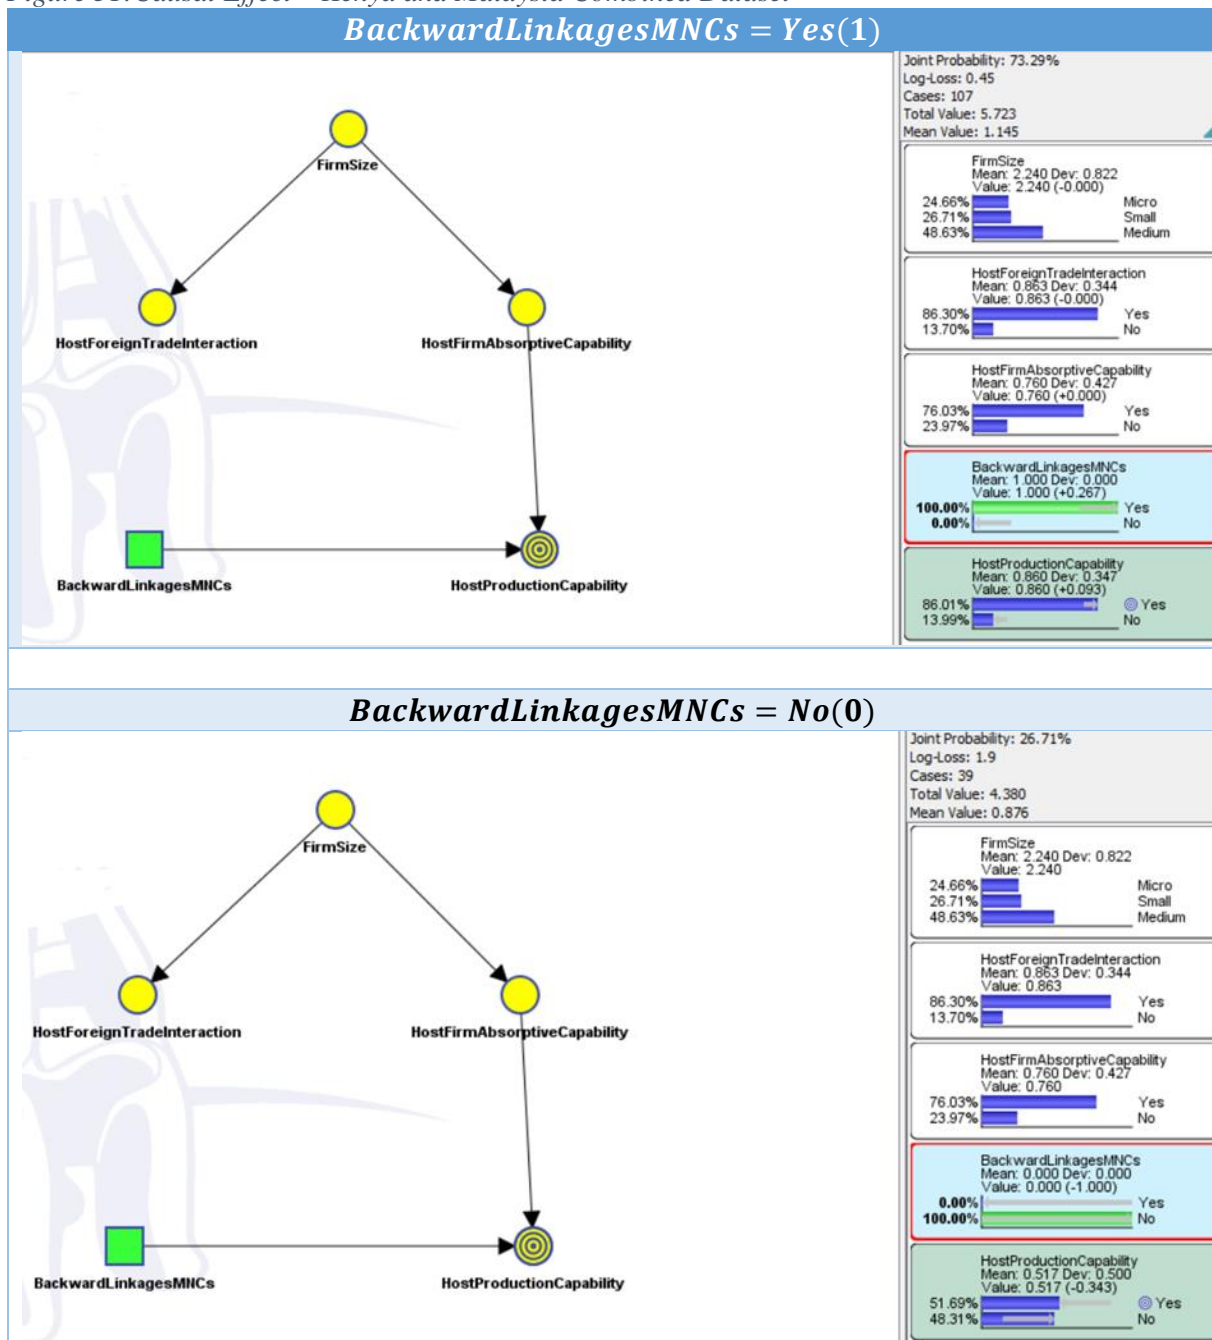 BackwardLinkagesMNCs = Yes(1)
Joint Probability: 73.29%
Log-Loss: 0.45
Cases: 107
Total Value: 5.723
Mean Value: 1.145
FirmSize
HostForeignTradeInteraction
HostFirmAbsorptiveCapability
BackwardLinkagesMNCs
HostProductionCapability
FirmSize
Mean: 2.240 Dev: 0.822
Value: 2.240 (-0.000)
24.66% Micro
26.71% Small
48.63% Medium
HostForeignTradeInteraction
Mean: 0.863 Dev: 0.344
Value: 0.863 (-0.000)
86.30% Yes
13.70% No
HostFirmAbsorptiveCapability
Mean: 0.760 Dev: 0.427
Value: 0.760 (+0.000)
76.03% Yes
23.97% No
BackwardLinkagesMNCs
Mean: 1.000 Dev: 0.000
Value: 1.000 (+0.267)
100.00% Yes
0.00% No
HostProductionCapability
Mean: 0.860 Dev: 0.347
Value: 0.860 (+0.093)
86.01% Yes
13.99% No
BackwardLinkagesMNCs = No(0)
Joint Probability: 26.71%
Log-Loss: 1.9
Cases: 39
Total Value: 4.380
Mean Value: 0.876
FirmSize
HostForeignTradeInteraction
HostFirmAbsorptiveCapability
BackwardLinkagesMNCs
HostProductionCapability
FirmSize
Mean: 2.240 Dev: 0.822
Value: 2.240
24.66% Micro
26.71% Small
48.63% Medium
HostForeignTradeInteraction
Mean: 0.863 Dev: 0.344
Value: 0.863
86.30% Yes
13.70% No
HostFirmAbsorptiveCapability
Mean: 0.760 Dev: 0.427
Value: 0.760
76.03% Yes
23.97% No
BackwardLinkagesMNCs
Mean: 0.000 Dev: 0.000
Value: 0.000 (-1.000)
0.00% Yes
100.00% No
HostProductionCapability
Mean: 0.517 Dev: 0.500
Value: 0.517 (-0.343)
51.69% Yes
48.31% No